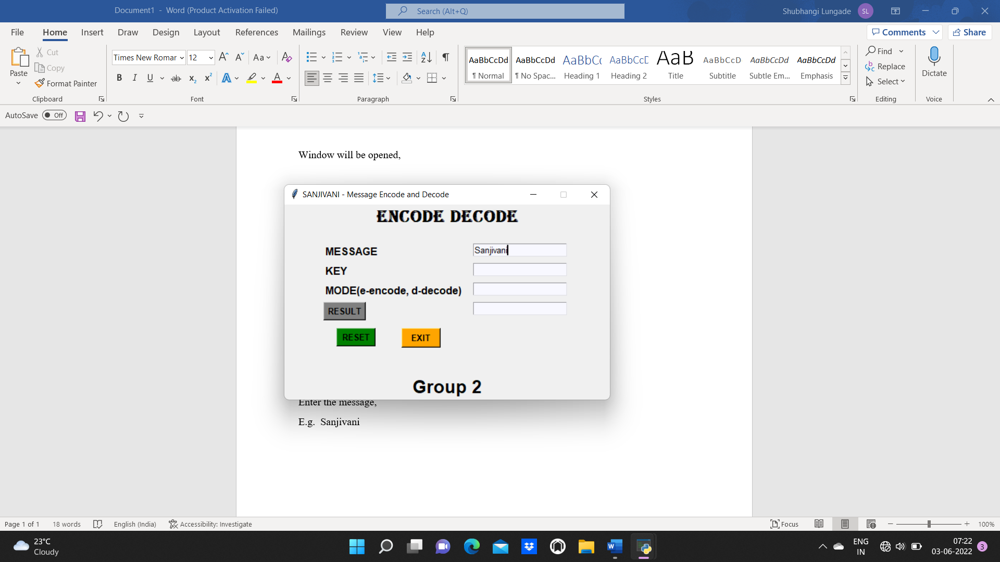 Document1 - Word (Product Activation Failed)
Search (Alt+Q)
Shubhangi Lungade
SL
File Home Insert Draw Design Layout References Mailings Review View Help
Comments
Share
Paste
Cut
Copy
Format Painter
Clipboard
Times New Roman 12
Font
Paragraph
AaBbCcDd AaBbCcDd AaBbCc AaBbCcD AaB AaBbCcD AaBbCcDd AaBbCcDd
¶ Normal ¶ No Spac... Heading 1 Heading 2 Title Subtitle Subtle Em... Emphasis
Styles
Find
Replace
Select
Editing
Dictate
Voice
AutoSave Off
Window will be opened,
SANJIVANI - Message Encode and Decode
ENCODE DECODE
MESSAGE Sanjivani
KEY
MODE(e-encode, d-decode)
RESULT
RESET EXIT
Group 2
Enter the message,
E.g. Sanjivani
Page 1 of 1 18 words English (India) Accessibility: Investigate Focus 100%
23°C
Cloudy
ENG
IN
07:22
03-06-2022
3